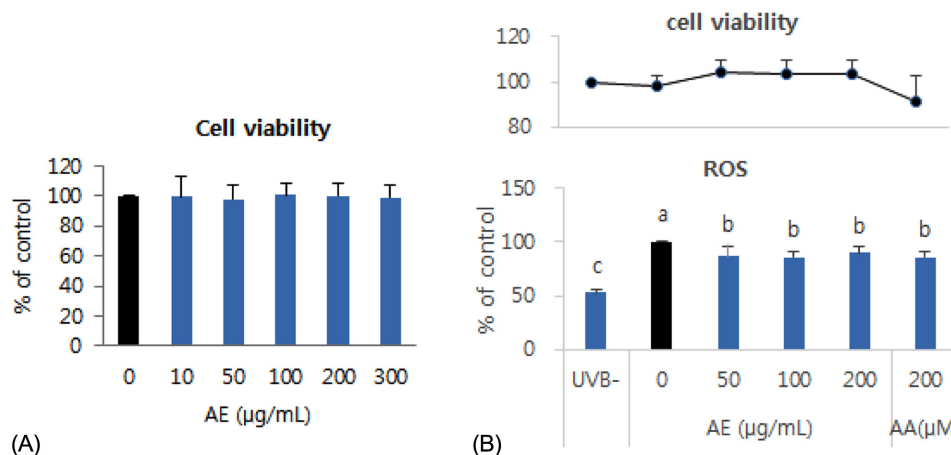 Cell viability
% of control
120
100
80
60
40
20
0
0 10 50 100 200 300
AE (µg/mL)
(A)
cell viability
120
100
80
ROS
% of control
150
100
50
0
c a b b b b
UVB- 0 50 100 200 200
AE (µg/mL) AA(µM
(B)